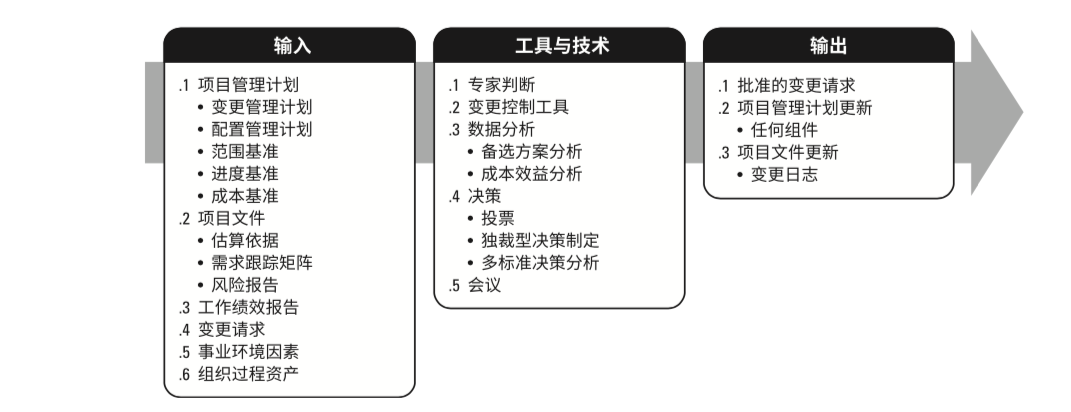 输入
.1 项目管理计划
• 变更管理计划
• 配置管理计划
• 范围基准
• 进度基准
• 成本基准
.2 项目文件
• 估算依据
• 需求跟踪矩阵
• 风险报告
.3 工作绩效报告
.4 变更请求
.5 事业环境因素
.6 组织过程资产
工具与技术
.1 专家判断
.2 变更控制工具
.3 数据分析
• 备选方案分析
• 成本效益分析
.4 决策
• 投票
• 独裁型决策制定
• 多标准决策分析
.5 会议
输出
.1 批准的变更请求
.2 项目管理计划更新
• 任何组件
.3 项目文件更新
• 变更日志